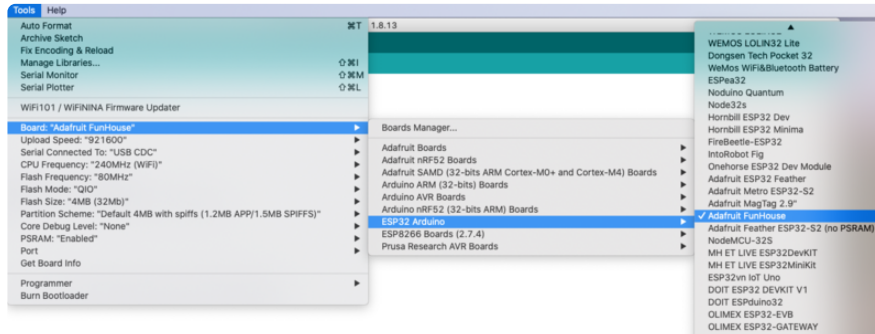 Tools Help
Auto Format ⌘T
Archive Sketch
Fix Encoding & Reload
Manage Libraries... ⇧⌘I
Serial Monitor ⇧⌘M
Serial Plotter ⇧⌘L
WiFi101 / WiFiNINA Firmware Updater
Board: "Adafruit FunHouse"
Upload Speed: "921600"
Serial Connected To: "USB CDC"
CPU Frequency: "240MHz (WiFi)"
Flash Frequency: "80MHz"
Flash Mode: "QIO"
Flash Size: "4MB (32Mb)"
Partition Scheme: "Default 4MB with spiffs (1.2MB APP/1.5MB SPIFFS)"
Core Debug Level: "None"
PSRAM: "Enabled"
Port
Get Board Info
Programmer
Burn Bootloader
1.8.13
Boards Manager...
Adafruit Boards
Adafruit nRF52 Boards
Adafruit SAMD (32-bits ARM Cortex-M0+ and Cortex-M4) Boards
Arduino ARM (32-bits) Boards
Arduino AVR Boards
Arduino nRF52 (32-bits ARM) Boards
ESP32 Arduino
ESP8266 Boards (2.7.4)
Prusa Research AVR Boards
WEMOS LOLIN32 Lite
Dongsen Tech Pocket 32
WeMos WiFi&Bluetooth Battery
ESPea32
Noduino Quantum
Node32s
Hornbill ESP32 Dev
Hornbill ESP32 Minima
FireBeetle-ESP32
IntoRobot Fig
Onehorse ESP32 Dev Module
Adafruit ESP32 Feather
Adafruit Metro ESP32-S2
Adafruit MagTag 2.9"
✓ Adafruit FunHouse
Adafruit Feather ESP32-S2 (no PSRAM)
NodeMCU-32S
MH ET LIVE ESP32DevKIT
MH ET LIVE ESP32MiniKit
ESP32vn IoT Uno
DOIT ESP32 DEVKIT V1
DOIT ESPduino32
OLIMEX ESP32-EVB
OLIMEX ESP32-GATEWAY